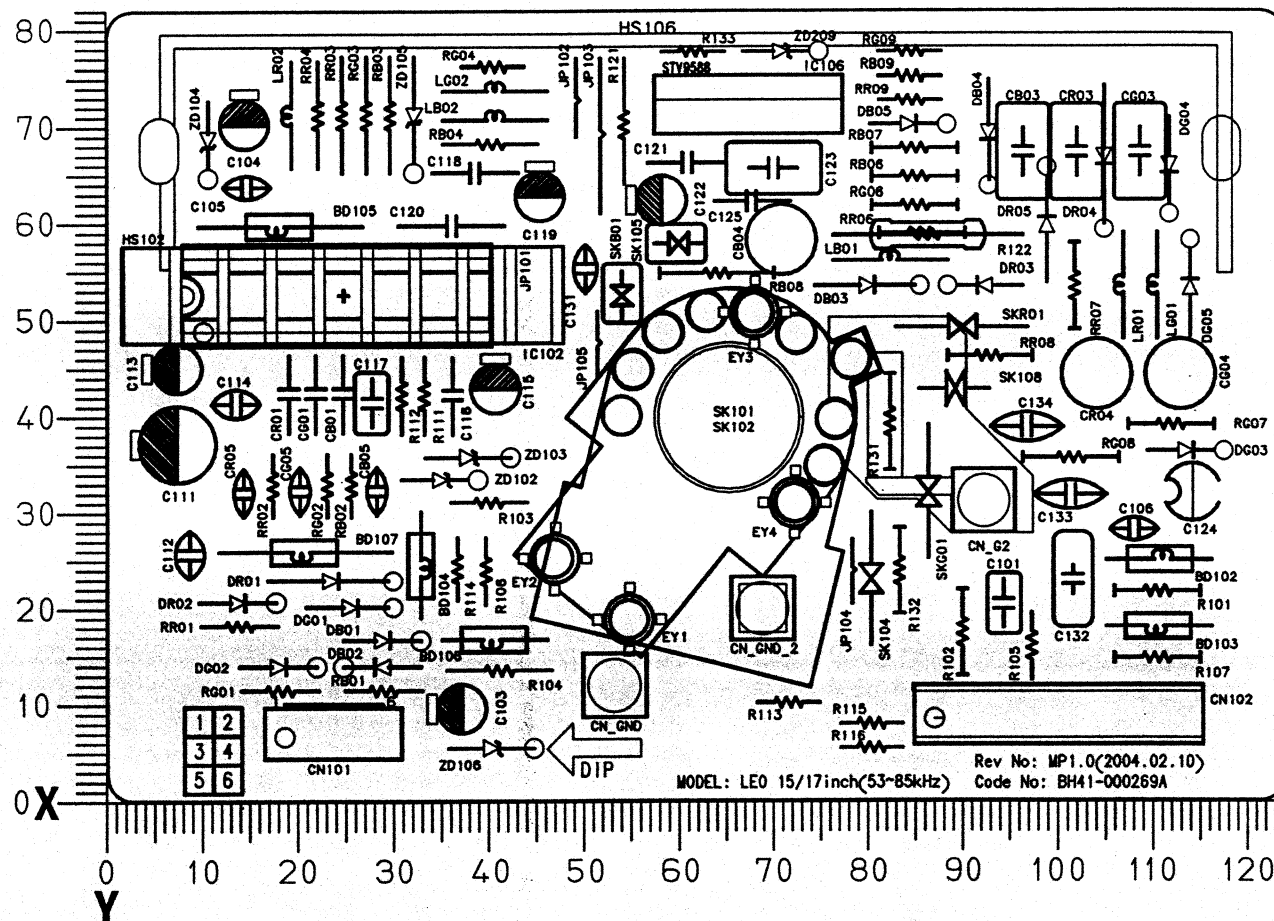 80
70
60
50
40
30
20
10
0
X
0 10 20 30 40 50 60 70 80 90 100 110 120
Y
HS106
R133
ZD209
RG09
STV9588
IC106
RB09
RR09
DB05
RB07
RB06
RG06
RR06
LB01
R122
DR03
DB03
DB04
CB03
CR03
CG03
DG04
DR05
DR04
LR02
RR04
RR03
RG03
RB03
ZD105
RG04
LG02
LB02
RB04
C118
JP102
JP103
R121
C121
C122
C123
C125
CB04
ZD104
C104
C105
BD105
C120
C119
SKB01
SK105
RB08
HS102
JP101
C131
IC102
JP105
EY3
SK101
SK102
SKR01
RR08
SK108
RR07
LR01
LG01
DG05
CG04
CR04
RG07
DG03
RG08
C134
C133
C106
C124
C113
C114
C117
CR01
CG01
CB01
R112
R111
C116
C115
ZD103
ZD102
R103
C111
CR05
CG05
CB05
RR02
RG02
RB02
C112
BD107
BD104
R114
R106
EY2
EY1
EY4
R131
SKG01
CN_G2
C101
C132
BD102
R101
BD103
R107
DR01
DR02
DG01
RR01
DB01
DG02
DB02
BD106
RB01
RG01
R104
CN_GND
CN_GND_2
JP104
SK104
R132
R102
R105
CN102
R113
R115
R116
C103
CN101
ZD106
DIP
1 2
3 4
5 6
Rev No: MP1.0(2004.02.10)
MODEL: LEO 15/17inch(53~85kHz)
Code No: BH41-000269A